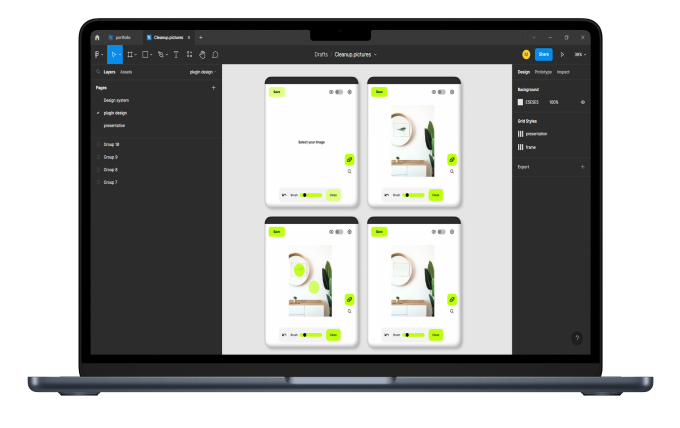 portfolio
Cleanup.pictures
Drafts / Cleanup.pictures
M
Share
38%
Layers
Assets
plugin design
Pages
Design system
plugin design
presentation
Group 10
Group 9
Group 8
Group 7
Design
Prototype
Inspect
Background
E5E5E5
100%
Grid Styles
presentation
frame
Export
?
Save
Select your image
Brush
Clean
Save
Brush
Clean
Save
Brush
Clean
Save
Brush
Clean